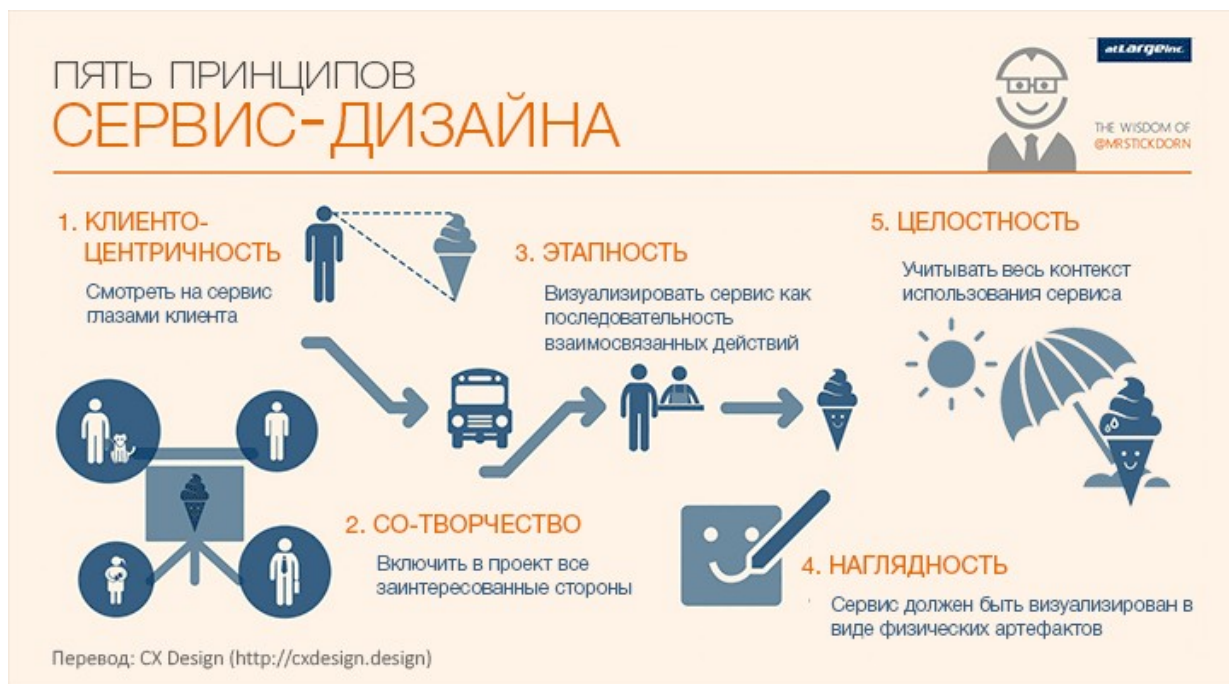 ПЯТЬ ПРИНЦИПОВ
СЕРВИС-ДИЗАЙНА
atLargeinc.
THE WISDOM OF
@MRSTICKDORN
1. КЛИЕНТО-
ЦЕНТРИЧНОСТЬ
Смотреть на сервис
глазами клиента
2. СО-ТВОРЧЕСТВО
Включить в проект все
заинтересованные стороны
3. ЭТАПНОСТЬ
Визуализировать сервис как
последовательность
взаимосвязанных действий
4. НАГЛЯДНОСТЬ
Сервис должен быть визуализирован в
виде физических артефактов
5. ЦЕЛОСТНОСТЬ
Учитывать весь контекст
использования сервиса
Перевод: CX Design (http://cxdesign.design)